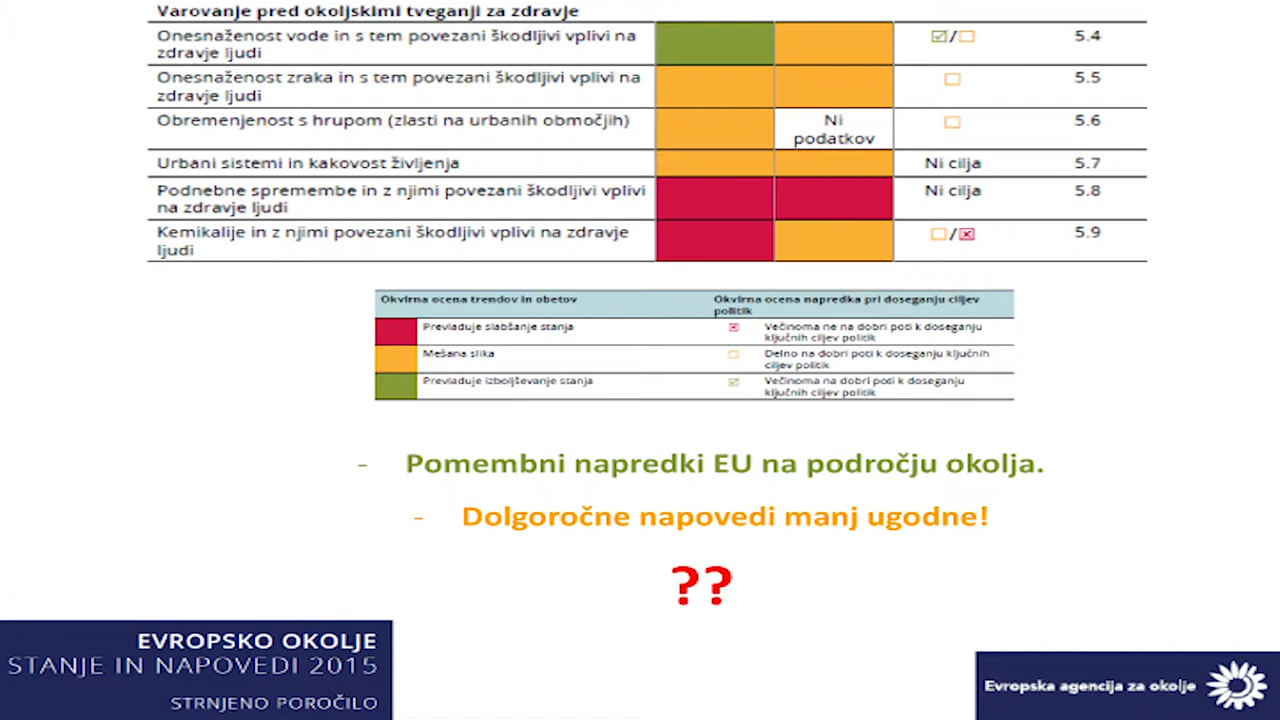 Varovanje pred okoljskimi tveganji za zdravje
Onesnaženost vode in s tem povezani škodljivi vplivi na
zdravje ljudi
5.4
Onesnaženost zraka in s tem povezani škodljivi vplivi na
zdravje ljudi
5.5
Obremenjenost s hrupom (zlasti na urbanih območjih)
Ni
podatkov
5.6
Urbani sistemi in kakovost življenja
Ni cilja
5.7
Podnebne spremembe in z njimi povezani škodljivi vplivi
na zdravje ljudi
Ni cilja
5.8
Kemikalije in z njimi povezani škodljivi vplivi na zdravje
ljudi
5.9
Okvirna ocena trendov in obetov
Okvirna ocena napredka pri doseganju ciljev
politik
Prevladuje slabšanje stanja
Večinoma ne na dobri poti k doseganju
ključnih ciljev politik
Mešana slika
Delno na dobri poti k doseganju ključnih
ciljev politik
Prevladuje izboljševanje stanja
Večinoma na dobri poti k doseganju
ključnih ciljev politik
- Pomembni napredki EU na področju okolja.
- Dolgoročne napovedi manj ugodne!
??
EVROPSKO OKOLJE
STANJE IN NAPOVEDI 2015
STRNJENO POROČILO
Evropska agencija za okolje